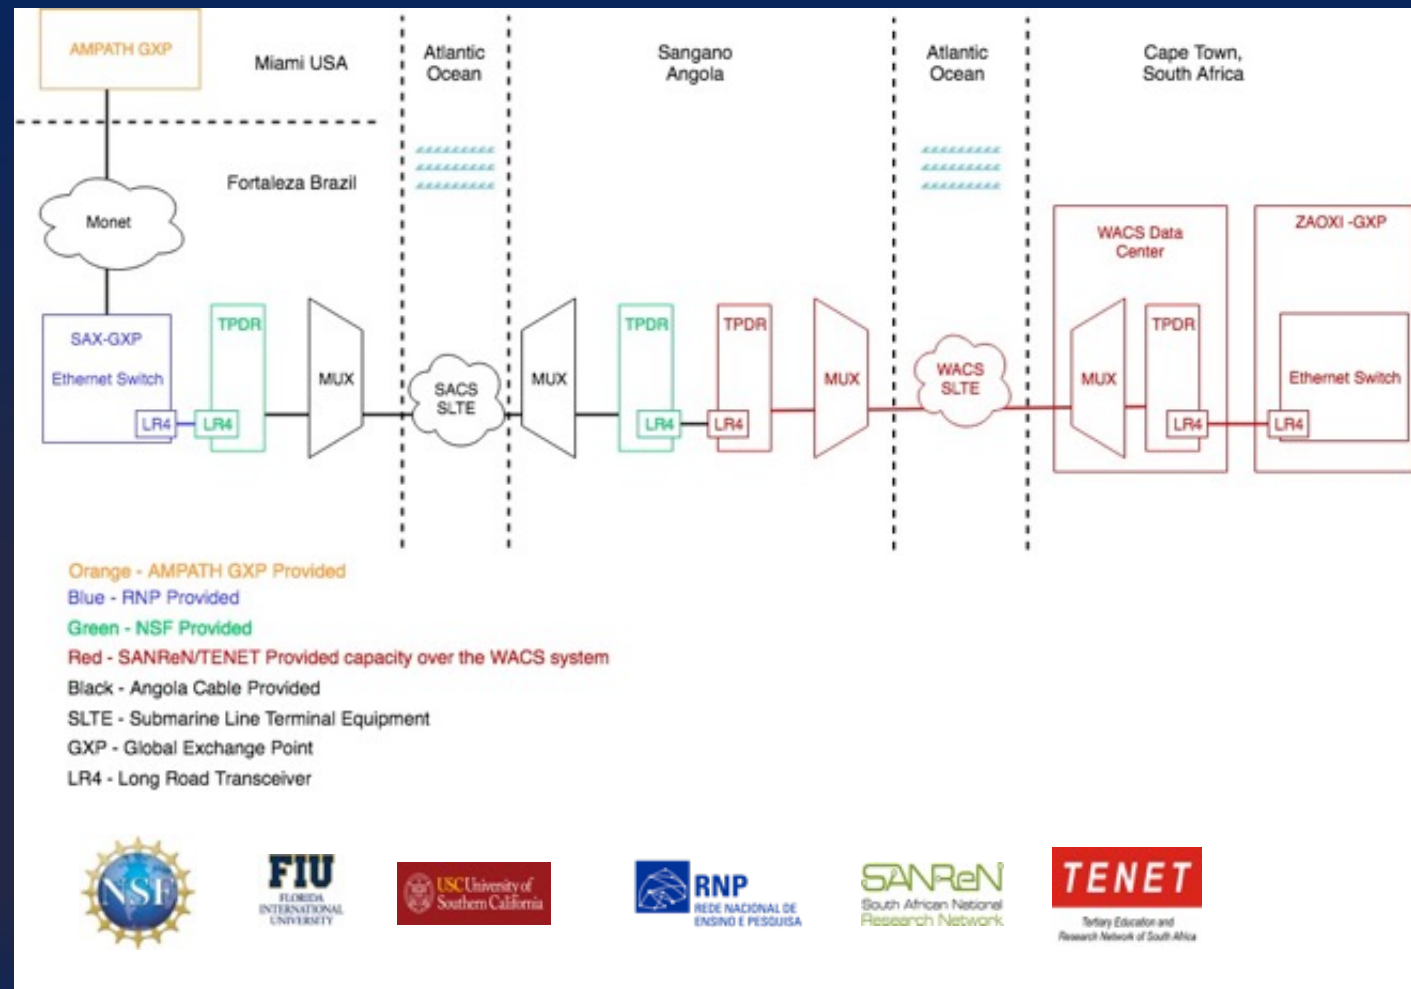 AMPATH GXP
Miami USA
Atlantic
Ocean
Sangano
Angola
Atlantic
Ocean
Cape Town,
South Africa
Fortaleza Brazil
Monet
WACS Data
Center
ZAOXI -GXP
SAX-GXP
Ethernet Switch
LR4
LR4
TPDR
MUX
SACS
SLTE
MUX
TPDR
LR4
TPDR
LR4
MUX
WACS
SLTE
MUX
TPDR
LR4
Ethernet Switch
LR4
Orange - AMPATH GXP Provided
Blue - RNP Provided
Green - NSF Provided
Red - SANReN/TENET Provided capacity over the WACS system
Black - Angola Cable Provided
SLTE - Submarine Line Terminal Equipment
GXP - Global Exchange Point
LR4 - Long Road Transceiver
NSF
FIU
FLORIDA
INTERNATIONAL
UNIVERSITY
USC University of
Southern California
RNP
REDE NACIONAL DE
ENSINO E PESQUISA
SANReN
South African National
Research Network
TENET
Tertiary Education and
Research Network of South Africa